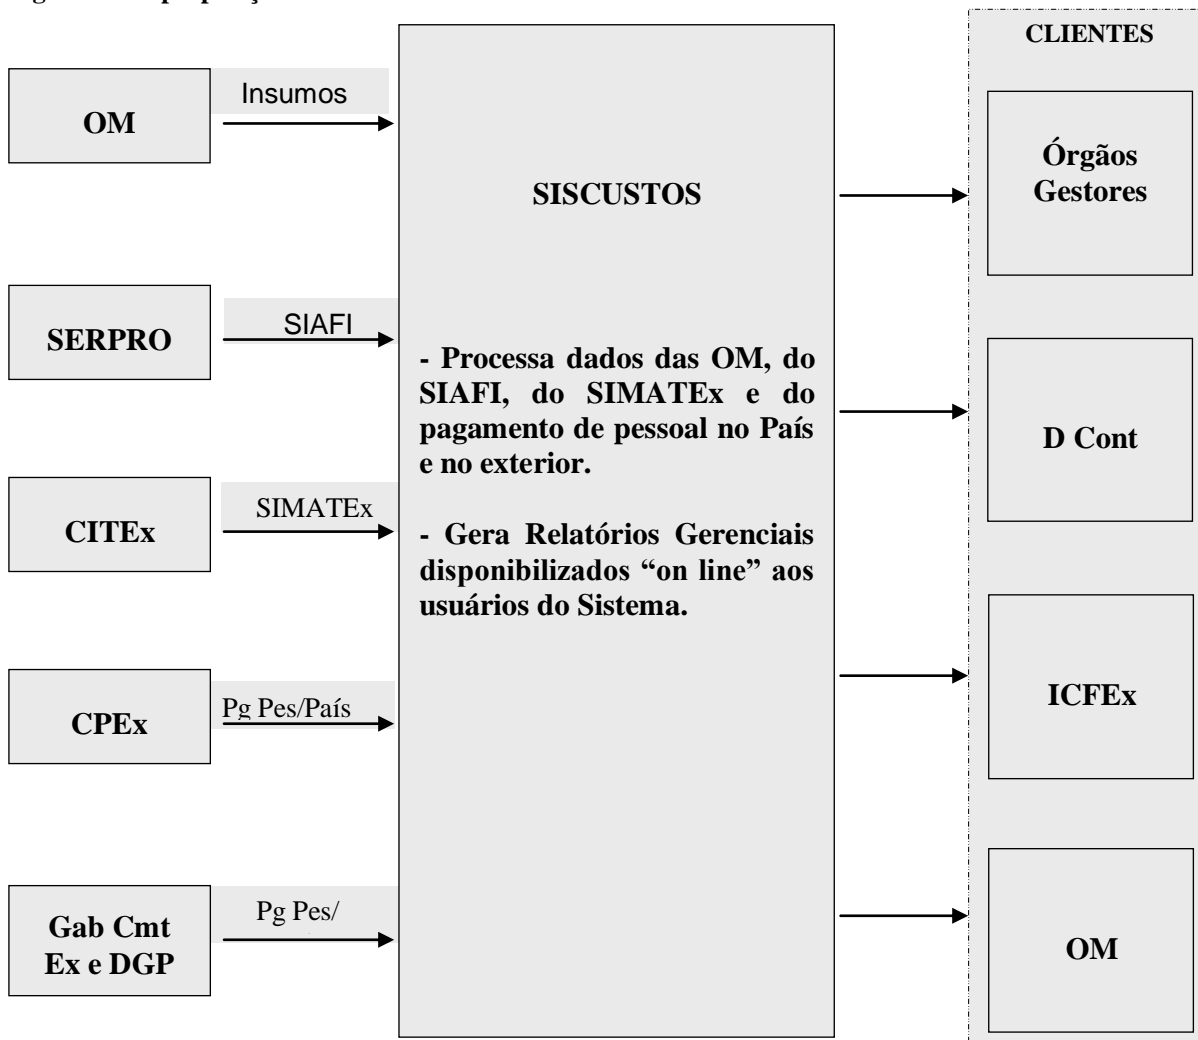 OM
Insumos
SERPRO
SIAFI
CITEx
SIMATEx
CPEx
Pg Pes/País
Gab Cmt
Ex e DGP
Pg Pes/
SISCUSTOS
- Processa dados das OM, do
SIAFI, do SIMATEx e do
pagamento de pessoal no País
e no exterior.
- Gera Relatórios Gerenciais
disponibilizados “on line” aos
usuários do Sistema.
CLIENTES
Órgãos
Gestores
D Cont
ICFEx
OM